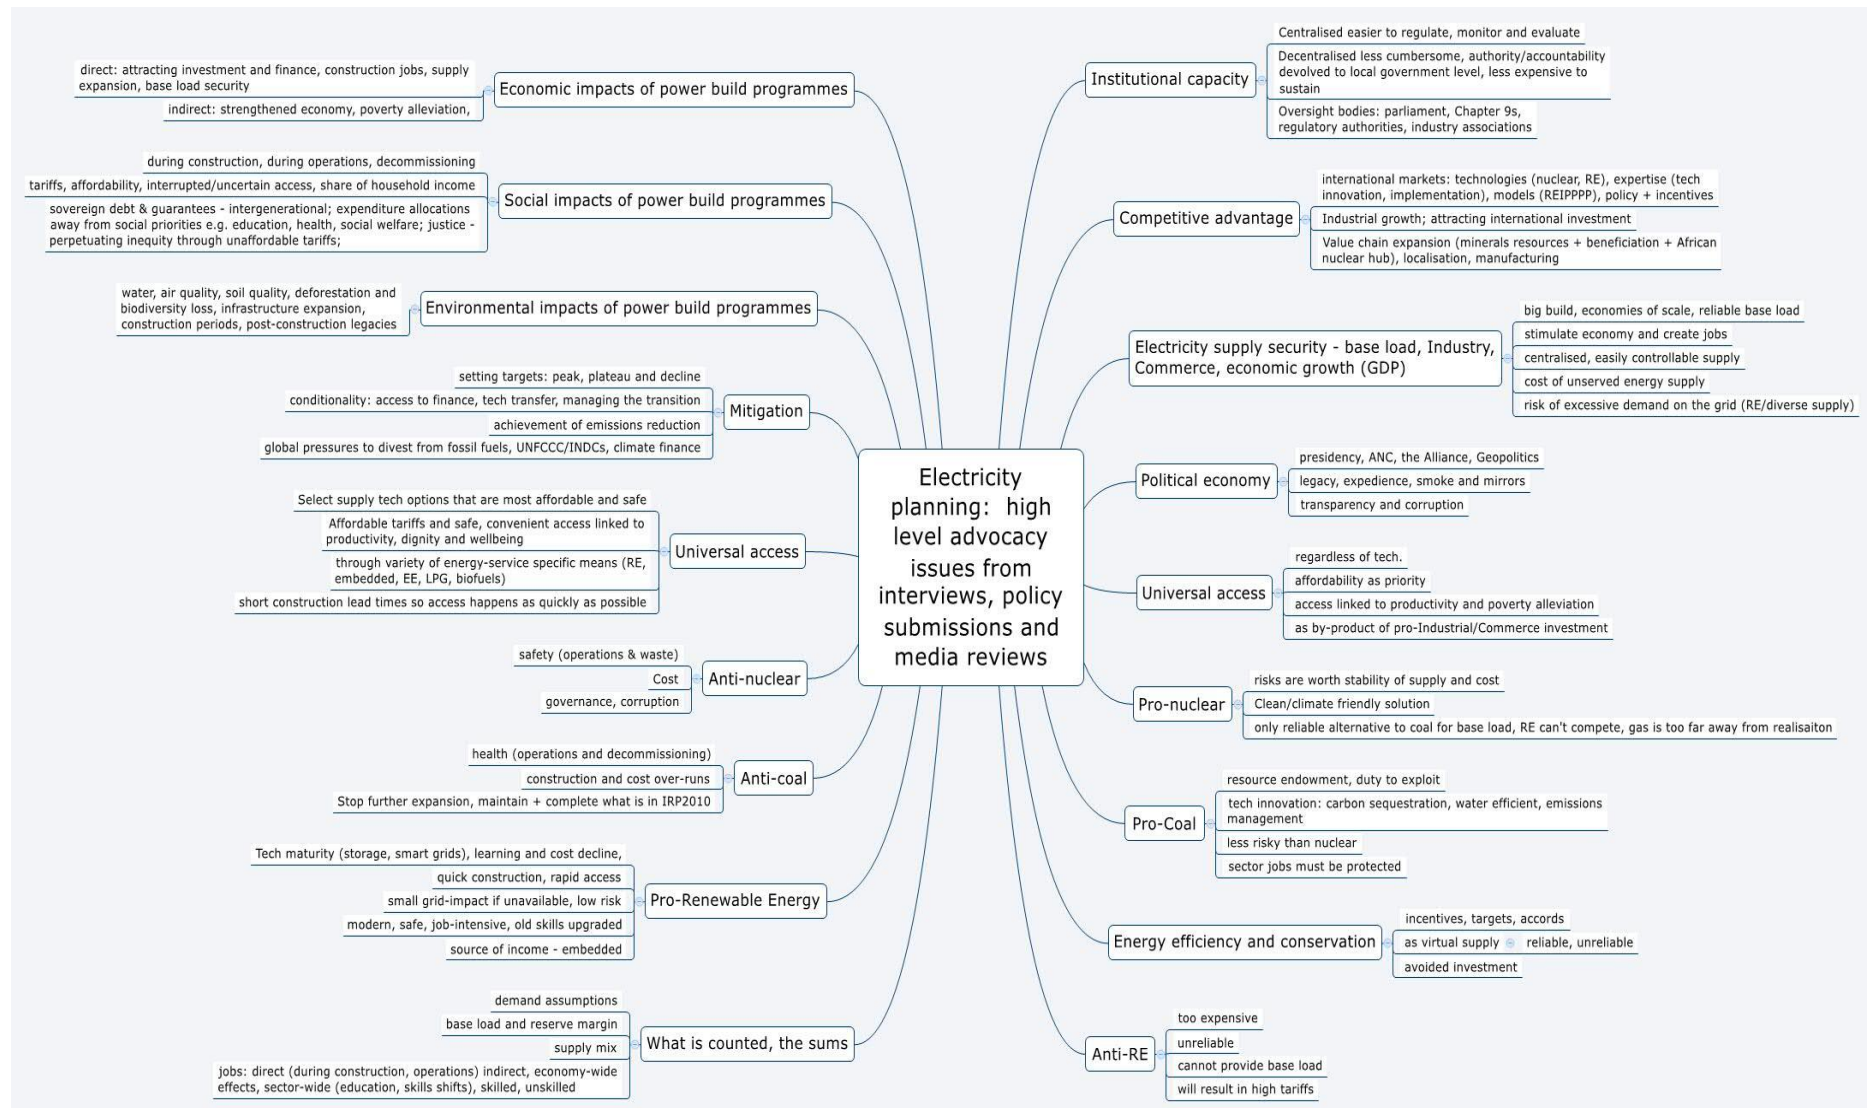 Electricity
planning: high
level advocacy
issues from
interviews, policy
submissions and
media reviews
Economic impacts of power build programmes
direct: attracting investment and finance, construction jobs, supply
expansion, base load security
indirect: strengthened economy, poverty alleviation,
Social impacts of power build programmes
during construction, during operations, decommissioning
tariffs, affordability, interrupted/uncertain access, share of household income
sovereign debt & guarantees - intergenerational; expenditure allocations
away from social priorities e.g. education, health, social welfare; justice -
perpetuating inequity through unaffordable tariffs;
Environmental impacts of power build programmes
water, air quality, soil quality, deforestation and
biodiversity loss, infrastructure expansion,
construction periods, post-construction legacies
Mitigation
setting targets: peak, plateau and decline
conditionality: access to finance, tech transfer, managing the transition
achievement of emissions reduction
global pressures to divest from fossil fuels, UNFCCC/INDCs, climate finance
Universal access
Select supply tech options that are most affordable and safe
Affordable tariffs and safe, convenient access linked to
productivity, dignity and wellbeing
through variety of energy-service specific means (RE,
embedded, EE, LPG, biofuels)
short construction lead times so access happens as quickly as possible
Anti-nuclear
safety (operations & waste)
Cost
governance, corruption
Anti-coal
health (operations and decommissioning)
construction and cost over-runs
Stop further expansion, maintain + complete what is in IRP2010
Pro-Renewable Energy
Tech maturity (storage, smart grids), learning and cost decline,
quick construction, rapid access
small grid-impact if unavailable, low risk
modern, safe, job-intensive, old skills upgraded
source of income - embedded
What is counted, the sums
demand assumptions
base load and reserve margin
supply mix
jobs: direct (during construction, operations) indirect, economy-wide
effects, sector-wide (education, skills shifts), skilled, unskilled
Institutional capacity
Centralised easier to regulate, monitor and evaluate
Decentralised less cumbersome, authority/accountability
devolved to local government level, less expensive to
sustain
Oversight bodies: parliament, Chapter 9s,
regulatory authorities, industry associations
Competitive advantage
international markets: technologies (nuclear, RE), expertise (tech
innovation, implementation), models (REIPPPP), policy + incentives
Industrial growth; attracting international investment
Value chain expansion (minerals resources + beneficiation + African
nuclear hub), localisation, manufacturing
Electricity supply security - base load, Industry,
Commerce, economic growth (GDP)
big build, economies of scale, reliable base load
stimulate economy and create jobs
centralised, easily controllable supply
cost of unserved energy supply
risk of excessive demand on the grid (RE/diverse supply)
Political economy
presidency, ANC, the Alliance, Geopolitics
legacy, expedience, smoke and mirrors
transparency and corruption
Universal access
regardless of tech.
affordability as priority
access linked to productivity and poverty alleviation
as by-product of pro-Industrial/Commerce investment
Pro-nuclear
risks are worth stability of supply and cost
Clean/climate friendly solution
only reliable alternative to coal for base load, RE can't compete, gas is too far away from realisaiton
Pro-Coal
resource endowment, duty to exploit
tech innovation: carbon sequestration, water efficient, emissions
management
less risky than nuclear
sector jobs must be protected
Energy efficiency and conservation
incentives, targets, accords
as virtual supply reliable, unreliable
avoided investment
Anti-RE
too expensive
unreliable
cannot provide base load
will result in high tariffs